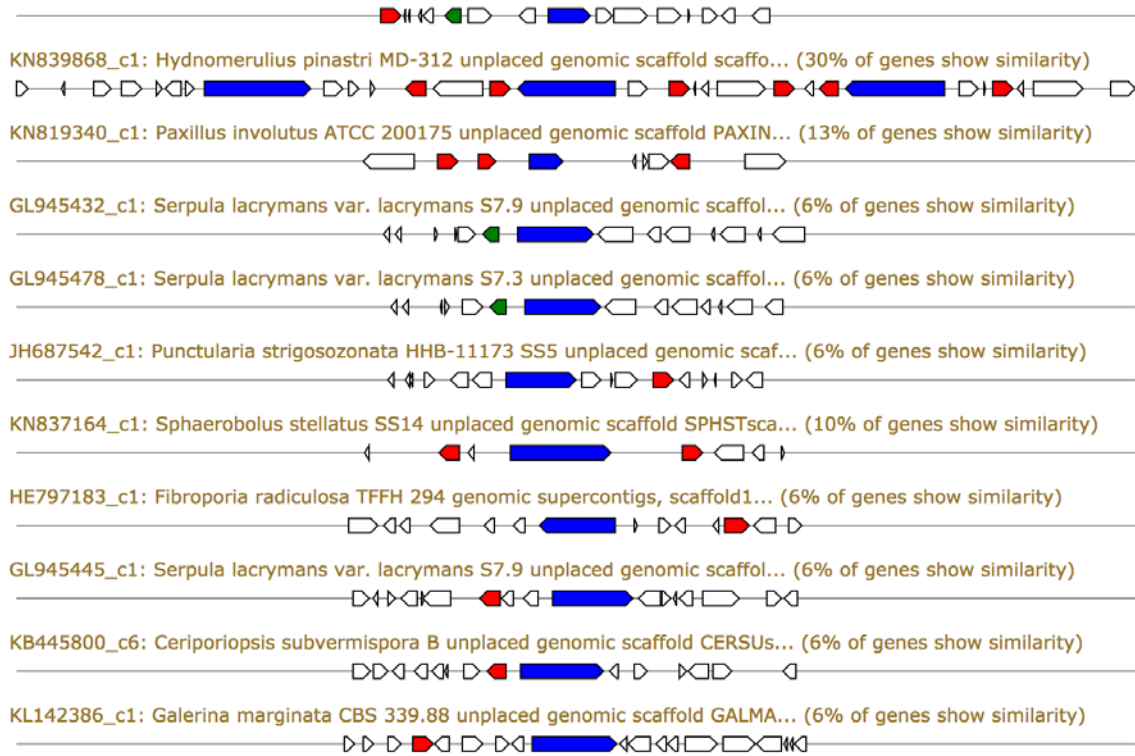 KN839868_c1: Hydnomerulius pinastri MD-312 unplaced genomic scaffold scaffo... (30% of genes show similarity)
KN819340_c1: Paxillus involutus ATCC 200175 unplaced genomic scaffold PAXIN... (13% of genes show similarity)
GL945432_c1: Serpula lacrymans var. lacrymans S7.9 unplaced genomic scaffol... (6% of genes show similarity)
GL945478_c1: Serpula lacrymans var. lacrymans S7.3 unplaced genomic scaffol... (6% of genes show similarity)
JH687542_c1: Punctularia strigosozonata HHB-11173 SS5 unplaced genomic scaf... (6% of genes show similarity)
KN837164_c1: Sphaerobolus stellatus SS14 unplaced genomic scaffold SPHSTsca... (10% of genes show similarity)
HE797183_c1: Fibroporia radiculosa TFFH 294 genomic supercontigs, scaffold1... (6% of genes show similarity)
GL945445_c1: Serpula lacrymans var. lacrymans S7.9 unplaced genomic scaffol... (6% of genes show similarity)
KB445800_c6: Ceriporiopsis subvermispora B unplaced genomic scaffold CERSUs... (6% of genes show similarity)
KL142386_c1: Galerina marginata CBS 339.88 unplaced genomic scaffold GALMA... (6% of genes show similarity)